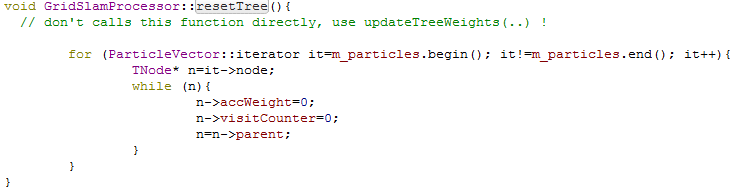 void GridSlamProcessor::resetTree(){
// don't calls this function directly, use updateTreeWeights(..) !
for (ParticleVector::iterator it=m_particles.begin(); it!=m_particles.end(); it++){
TNode* n=it->node;
while (n){
n->accWeight=0;
n->visitCounter=0;
n=n->parent;
}
}
}